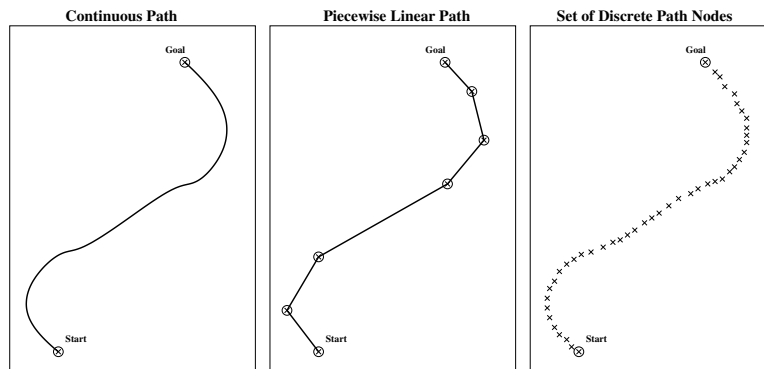 Continuous Path
Piecewise Linear Path
Set of Discrete Path Nodes
Goal
Goal
Goal
Start
Start
Start